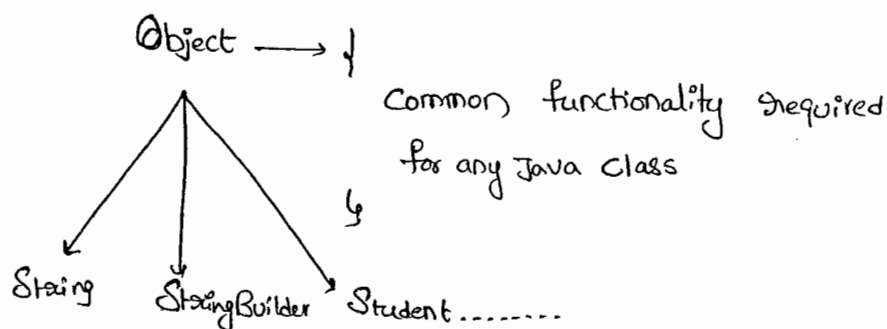 Object → {
Common functionality required
for any Java Class
}
String StringBuilder Student.........